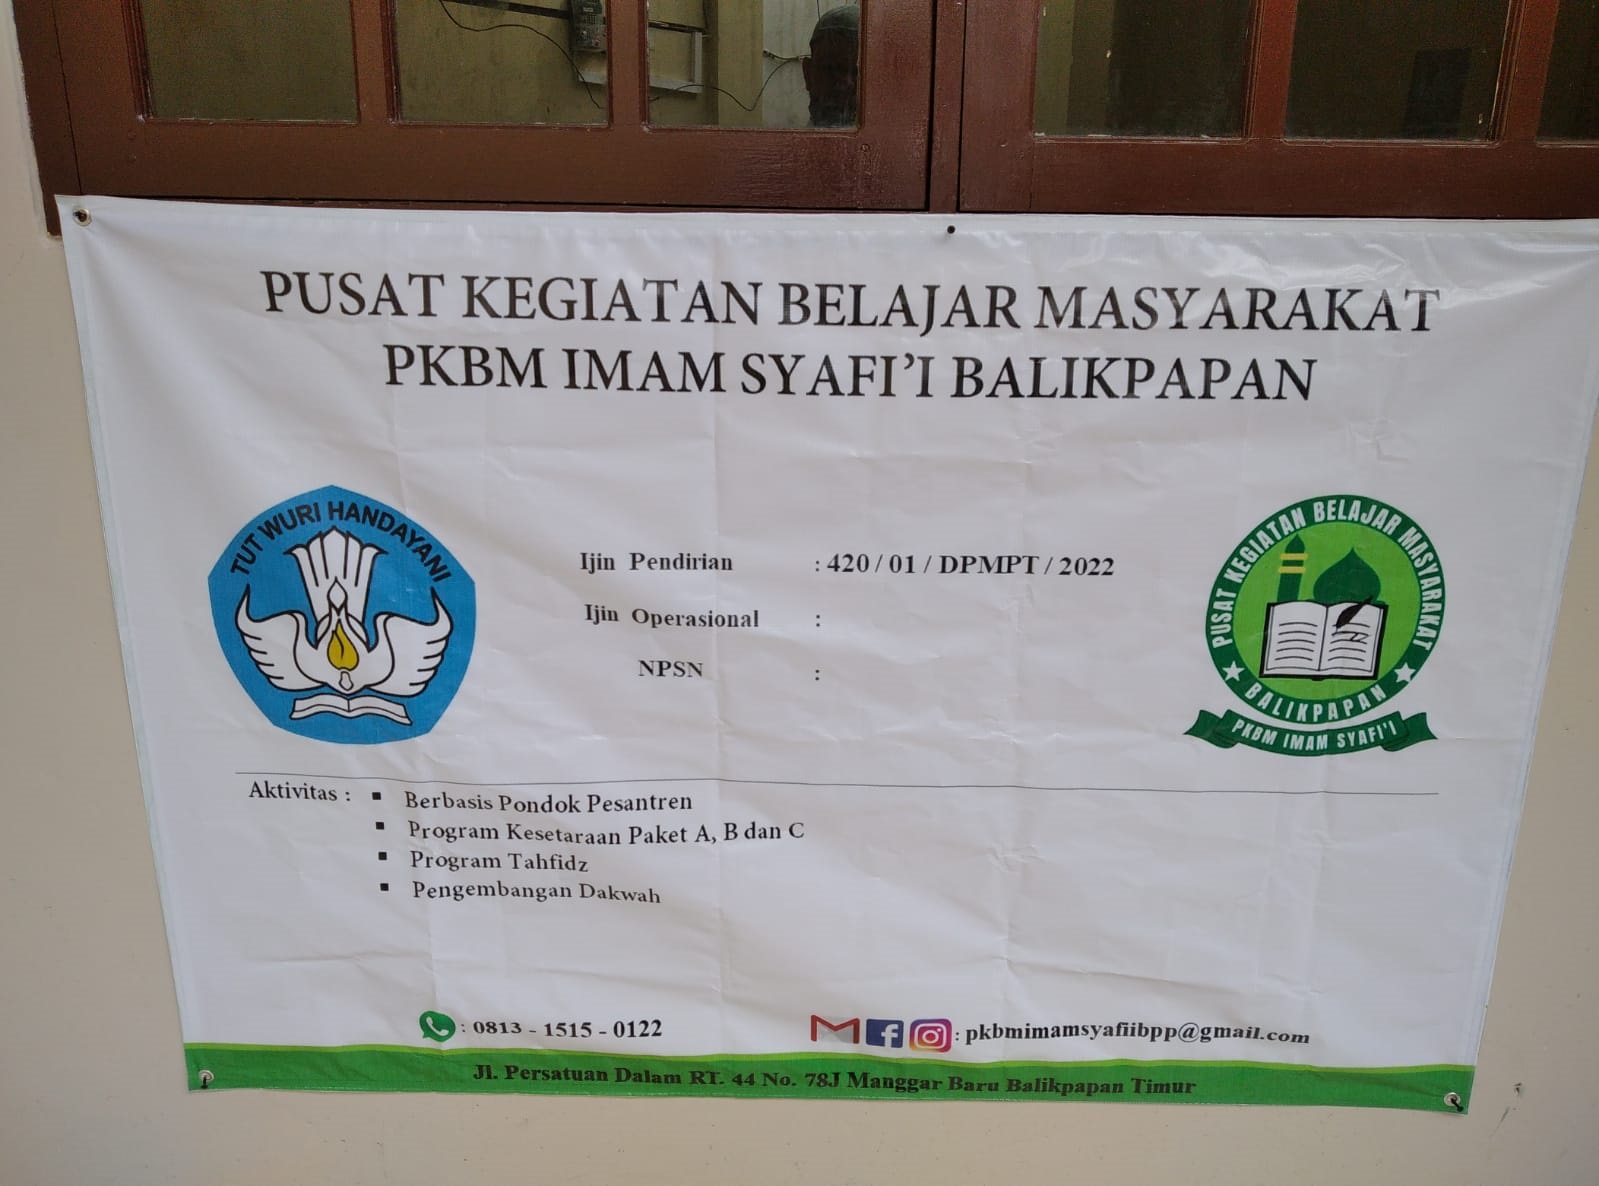 PUSAT KEGIATAN BELAJAR MASYARAKAT
PKBM IMAM SYAFI'I BALIKPAPAN
TUT WURI HANDAYANI
Ijin Pendirian : 420 / 01 / DPMPT / 2022
Ijin Operasional :
NPSN :
PUSAT KEGIATAN BELAJAR MASYARAKAT
BALIKPAPAN
PKBM IMAM SYAFI'I
Aktivitas : ▪ Berbasis Pondok Pesantren
▪ Program Kesetaraan Paket A, B dan C
▪ Program Tahfidz
▪ Pengembangan Dakwah
: 0813 - 1515 - 0122
: pkbmimamsyafiibpp@gmail.com
Jl. Persatuan Dalam RT. 44 No. 78J Manggar Baru Balikpapan Timur